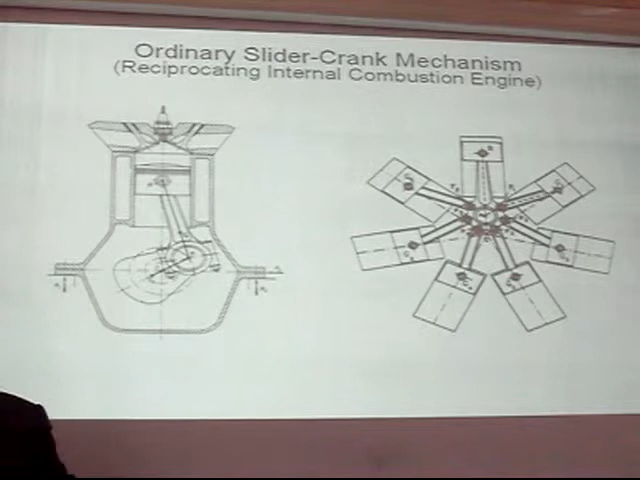 Ordinary Slider-Crank Mechanism
(Reciprocating Internal Combustion Engine)